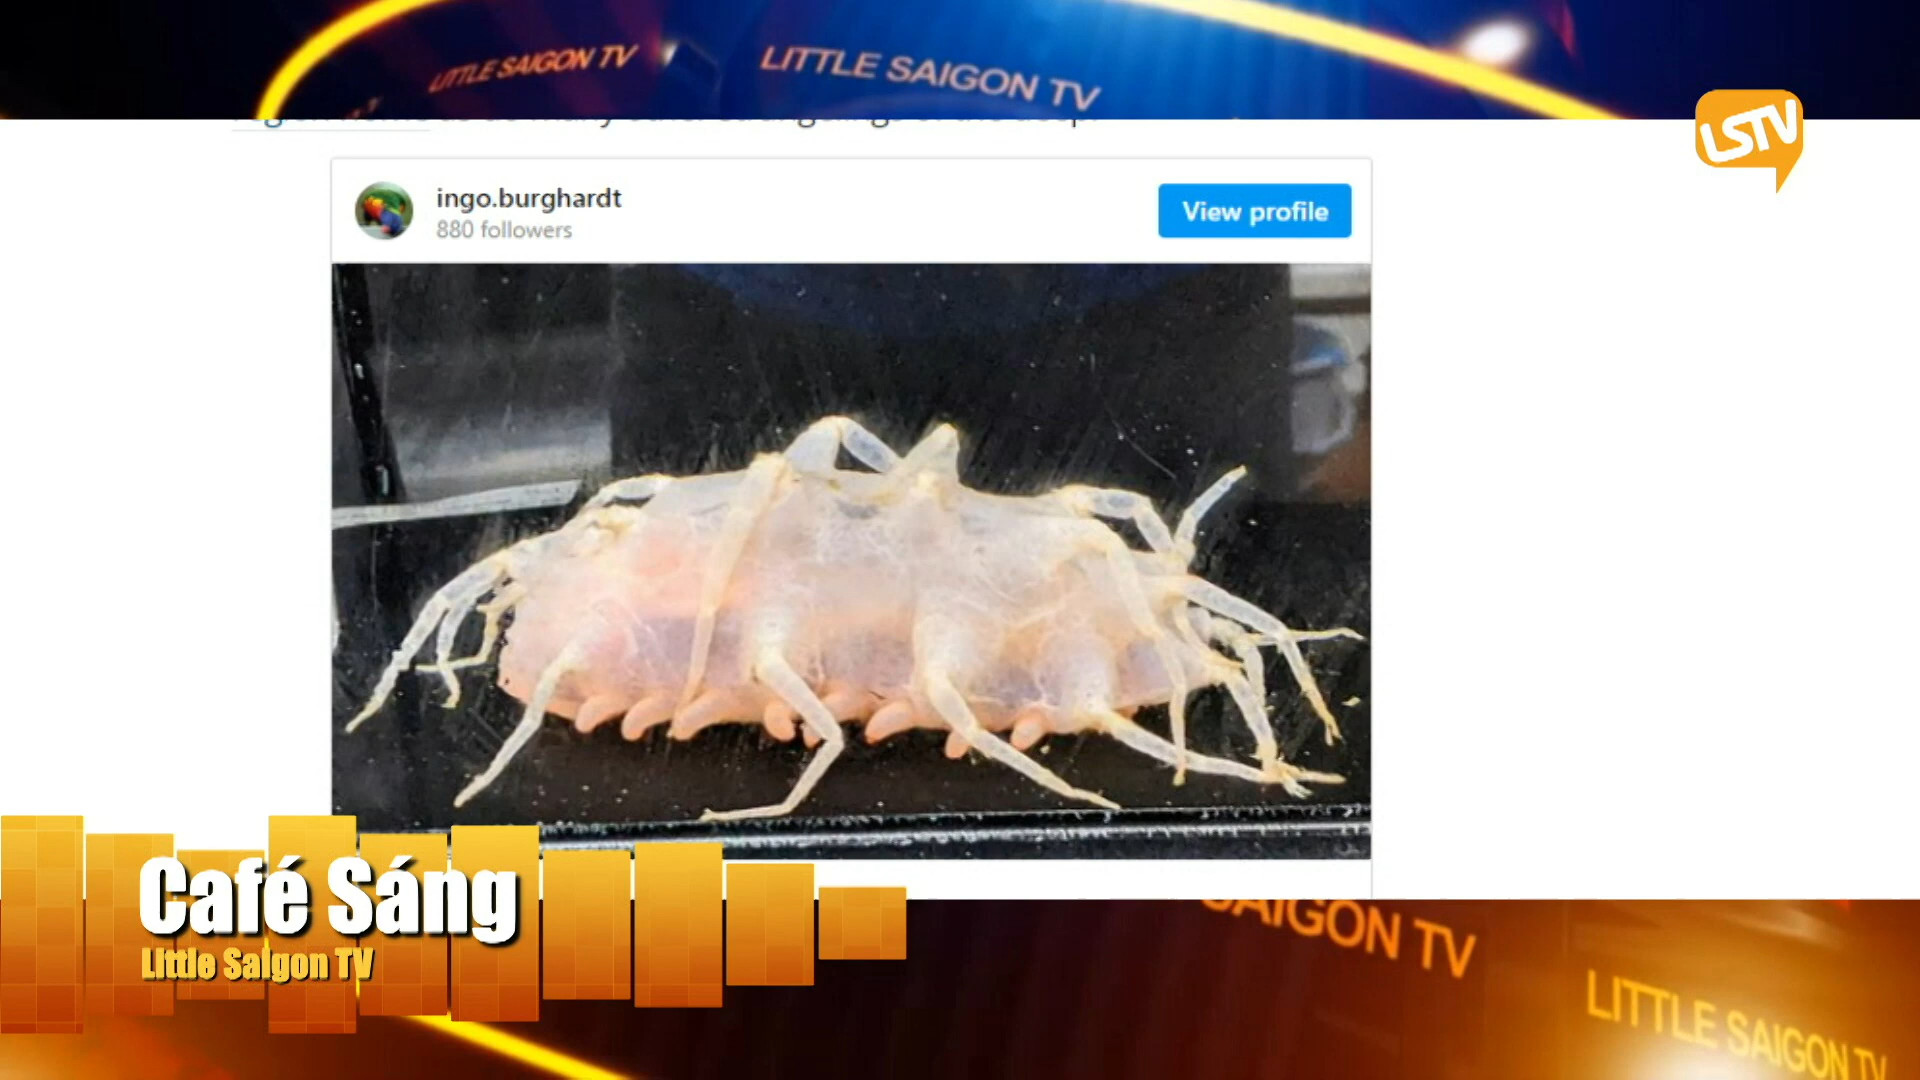 LITTLE SAIGON TV
LITTLE SAIGON TV
LSTV
ingo.burghardt
880 followers
View profile
Café Sáng
Little Saigon TV
SAIGON TV
LITTLE SAIGON TV